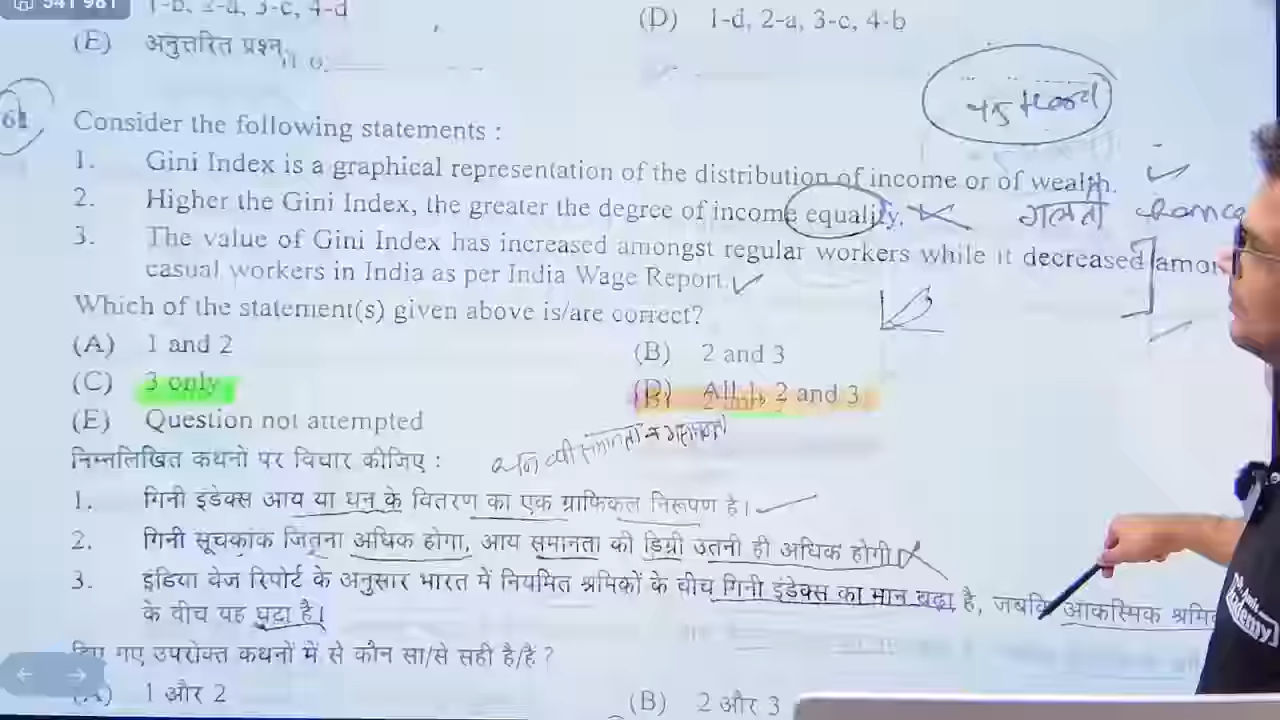 541 981
1-b, 2-a, 3-c, 4-d
(D) 1-d, 2-a, 3-c, 4-b
(E) अनुत्तरित प्रश्न
61 Consider the following statements :
1. Gini Index is a graphical representation of the distribution of income or of wealth.
2. Higher the Gini Index, the greater the degree of income equality.
गलती
3. The value of Gini Index has increased amongst regular workers while it decreased amon
casual workers in India as per India Wage Report.
Which of the statement(s) given above is/are correct?
(A) 1 and 2
(B) 2 and 3
(C) 3 only
(D) All 1, 2 and 3
(E) Question not attempted
निम्नलिखित कथनों पर विचार कीजिए :
1. गिनी इंडेक्स आय या धन के वितरण का एक ग्राफिकल निरूपण है।
2. गिनी सूचकांक जितना अधिक होगा, आय समानता की डिग्री उतनी ही अधिक होगी
3. इंडिया वेज रिपोर्ट के अनुसार भारत में नियमित श्रमिकों के बीच गिनी इंडेक्स का मान बढ़ा है, जबकि आकस्मिक श्रमि
के बीच यह घटा है।
दिए गए उपरोक्त कथनों में से कौन सा/से सही है/हैं ?
(A) 1 और 2
(B) 2 और 3